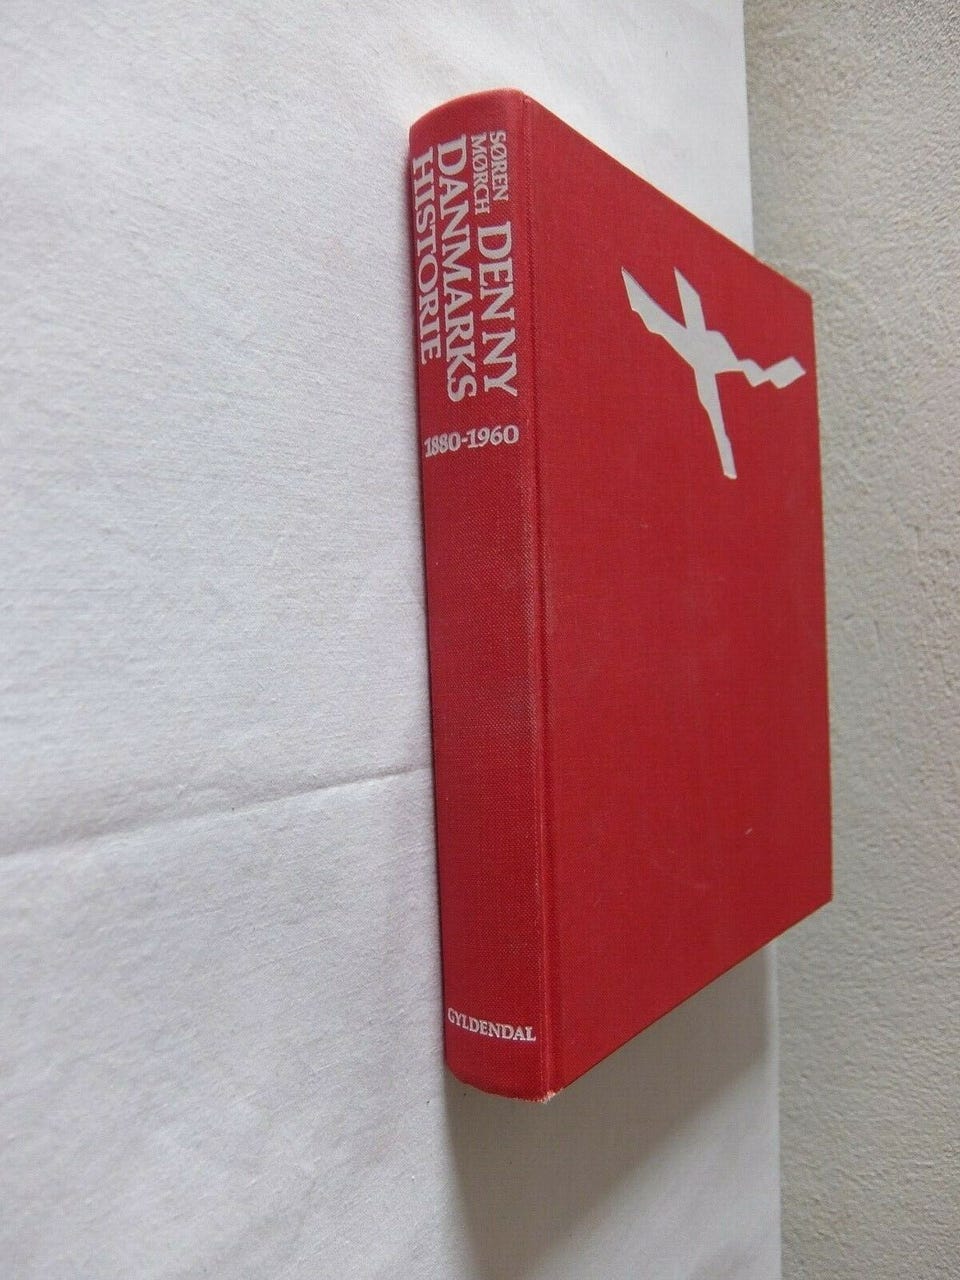 SØREN
MØRCH DEN NY
DANMARKS
HISTORIE
1880-1960
GYLDENDAL